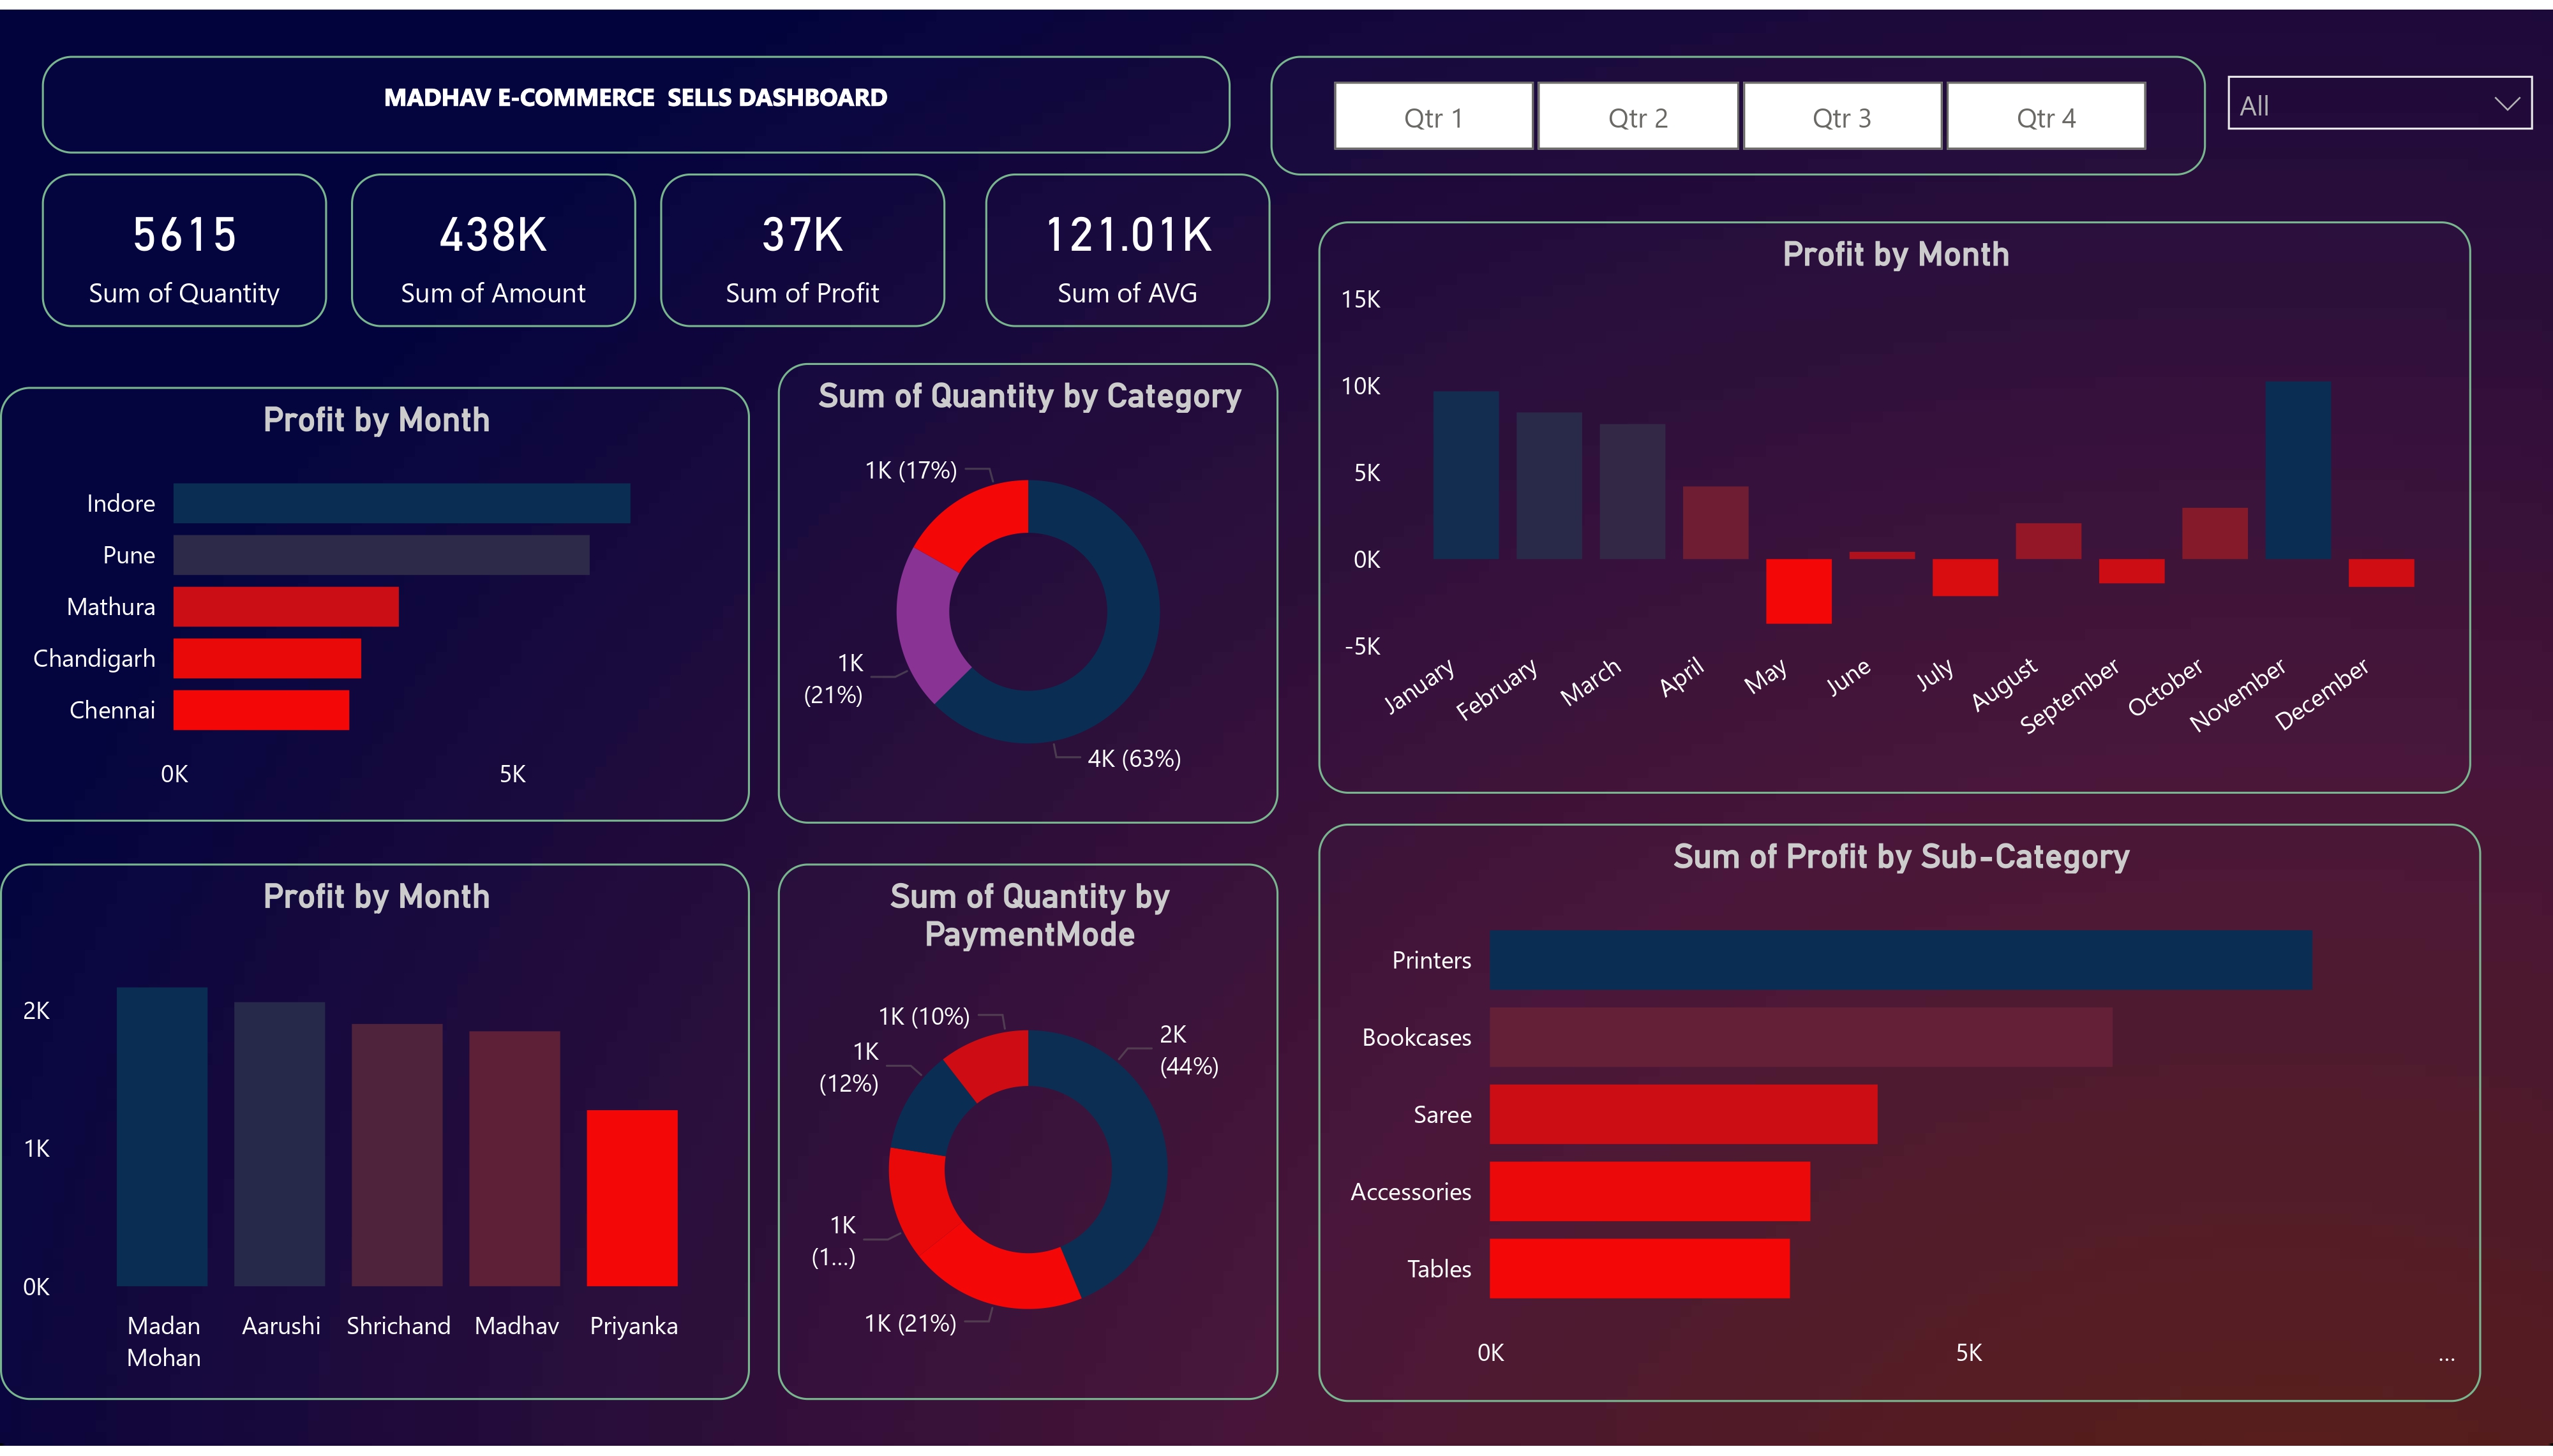 MADHAV E-COMMERCE  SELLS DASHBOARD
Qtr 1
Qtr 2
Qtr 3
Qtr 4
All
5615
Sum of Quantity
438K
Sum of Amount
37K
Sum of Profit
121.01K
Sum of AVG
Profit by Month
Indore
Pune
Mathura
Chandigarh
Chennai
0K
5K
Sum of Quantity by Category
1K (17%)
1K
(21%)
4K (63%)
Profit by Month
15K
10K
5K
0K
-5K
January
February
March
April
May
June
July
August
September
October
November
December
Profit by Month
2K
1K
0K
Madan
Mohan
Aarushi
Shrichand
Madhav
Priyanka
Sum of Quantity by
PaymentMode
1K (10%)
2K
(44%)
1K
(12%)
1K
(1...)
1K (21%)
Sum of Profit by Sub-Category
Printers
Bookcases
Saree
Accessories
Tables
0K
5K
...